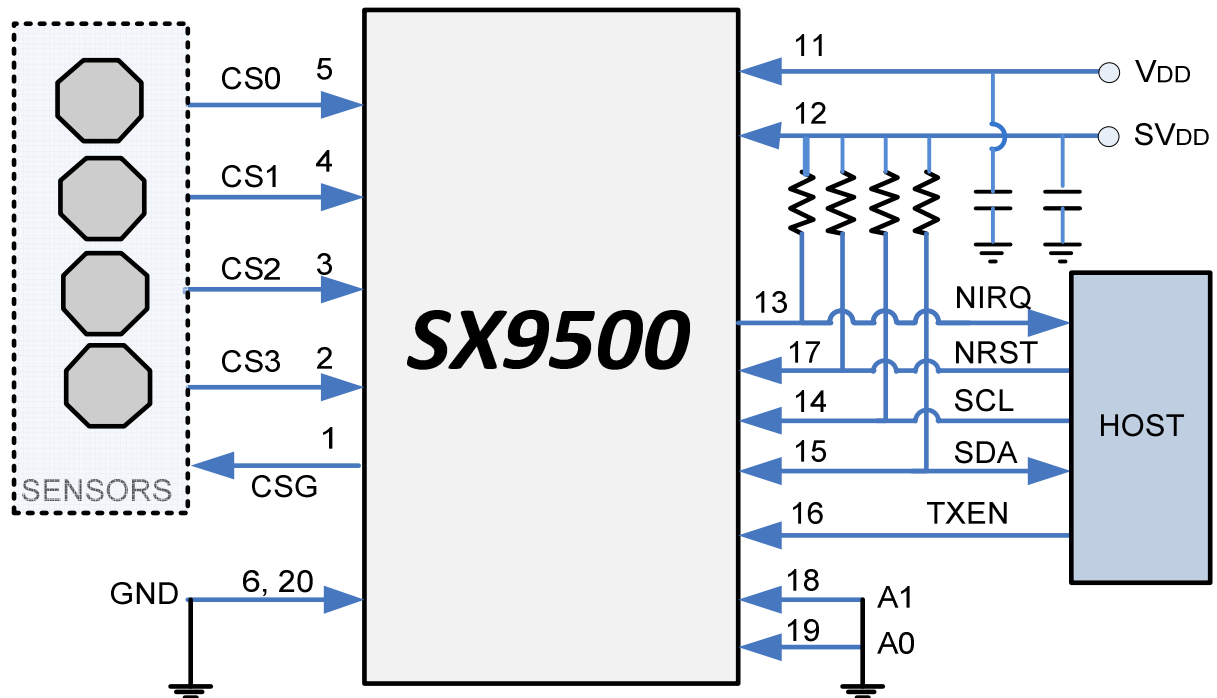 CS0 5
CS1 4
CS2 3
CS3 2
1
CSG
SENSORS
GND 6, 20
SX9500
11 VDD
12 SVDD
13 NIRQ
17 NRST
14 SCL
15 SDA
16 TXEN
HOST
18 A1
19 A0